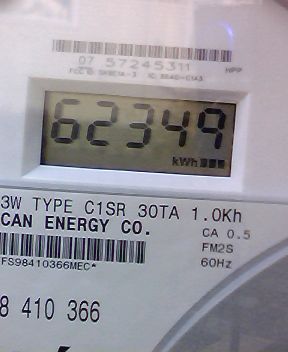 07 57245311 HPP
62349
kWh
3W TYPE C1SR 30TA 1.0Kh
CAN ENERGY CO.
CA 0.5
FM2S
FS98410366MEC*
60Hz
8 410 366